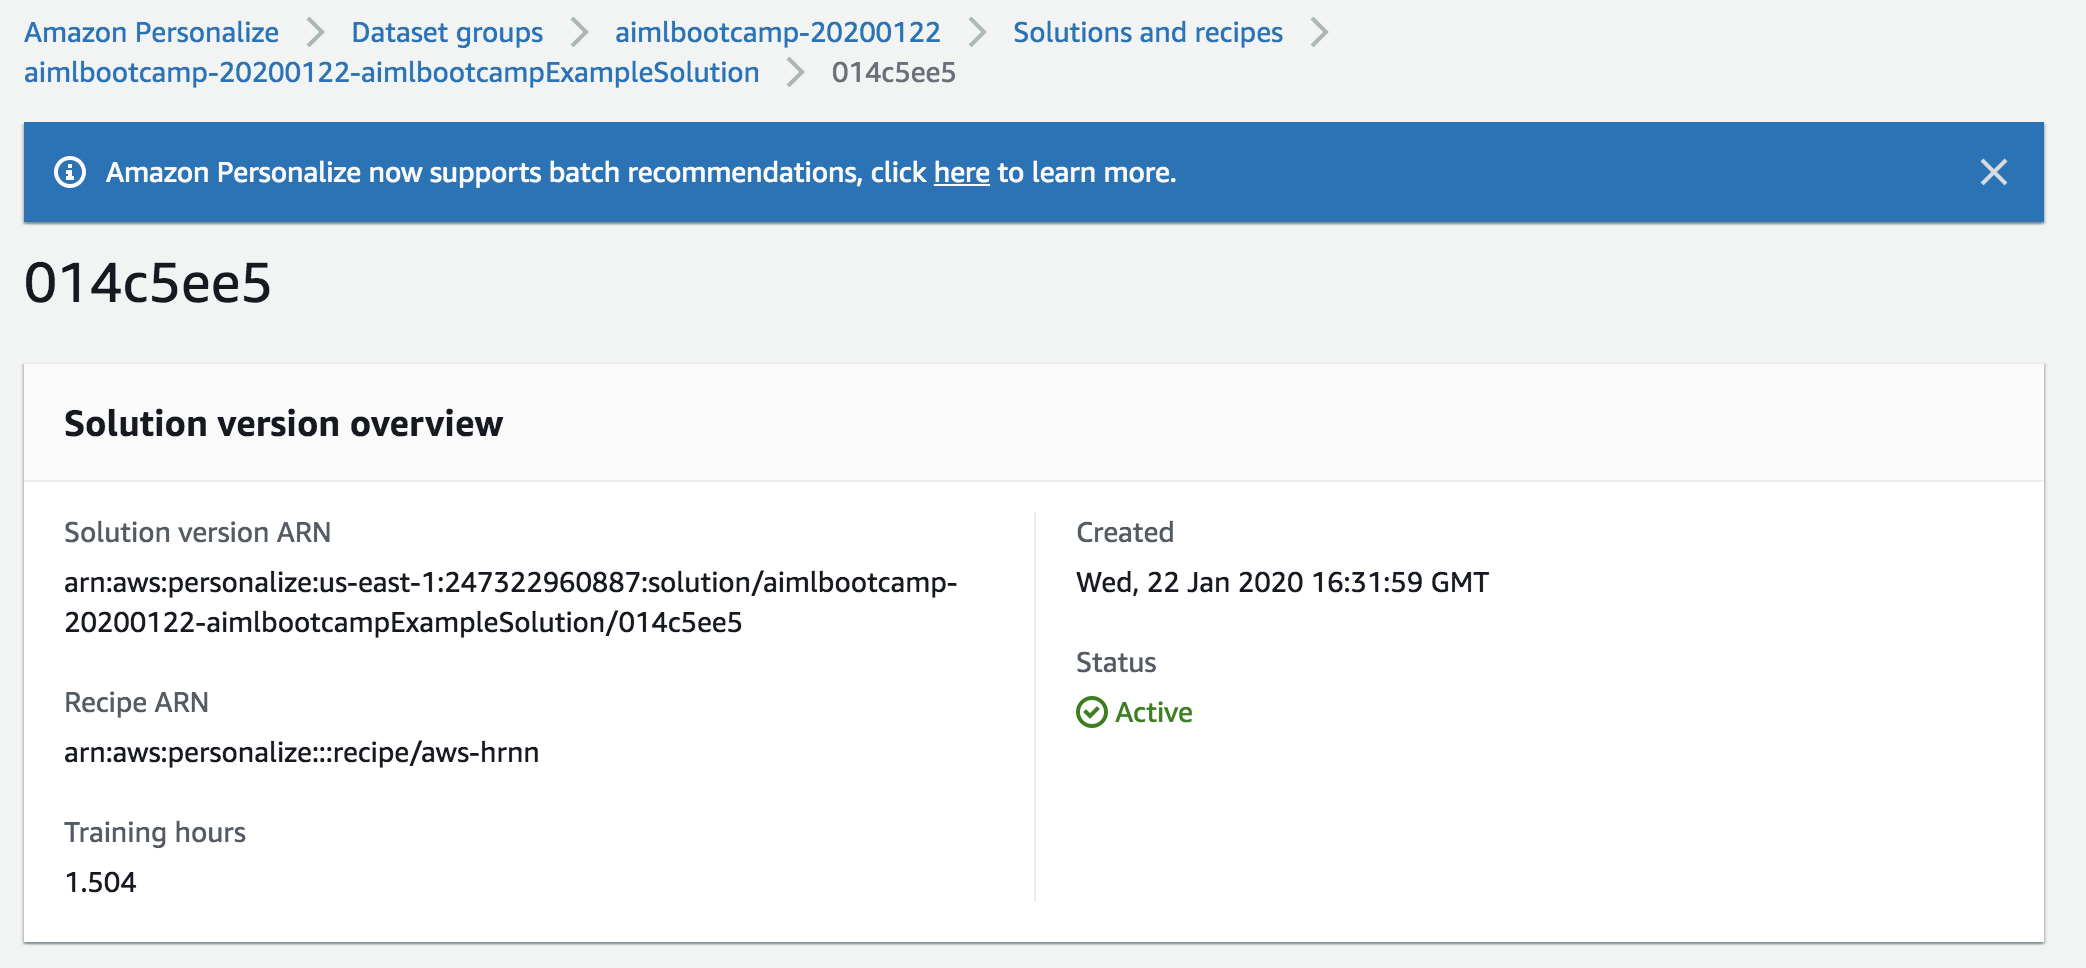 Amazon Personalize > Dataset groups > aimlbootcamp-20200122 > Solutions and recipes >
aimlbootcamp-20200122-aimlbootcampExampleSolution > 014c5ee5
Amazon Personalize now supports batch recommendations, click here to learn more.
014c5ee5
Solution version overview
Solution version ARN
arn:aws:personalize:us-east-1:247322960887:solution/aimlbootcamp-
20200122-aimlbootcampExampleSolution/014c5ee5
Recipe ARN
arn:aws:personalize:::recipe/aws-hrnn
Training hours
1.504
Created
Wed, 22 Jan 2020 16:31:59 GMT
Status
Active